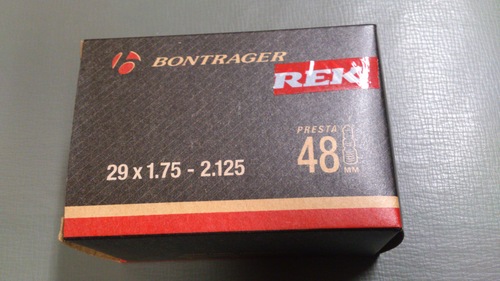 BONTRAGER
REK
PRESTA
48
MM
29 x 1.75 - 2.125